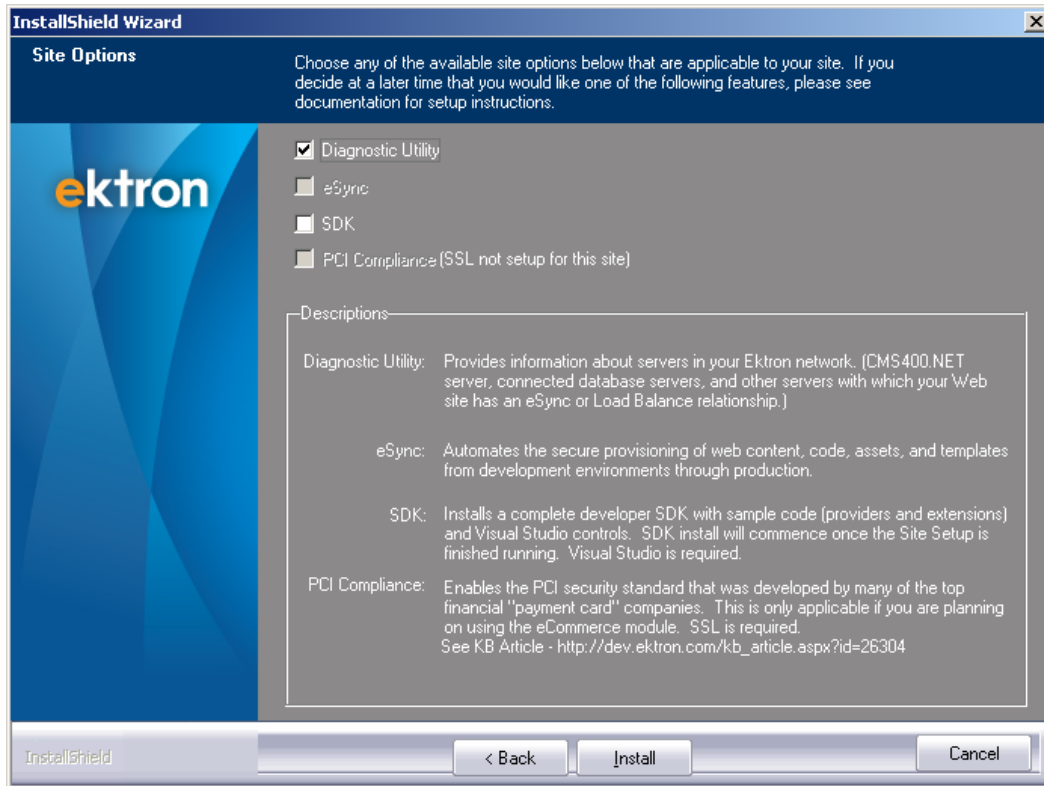 InstallShield Wizard
Site Options
Choose any of the available site options below that are applicable to your site. If you
decide at a later time that you would like one of the following features, please see
documentation for setup instructions.
ektron
Diagnostic Utility
eSync
SDK
PCI Compliance (SSL not setup for this site)
Descriptions
Diagnostic Utility: Provides information about servers in your Ektron network. (CMS400.NET
server, connected database servers, and other servers with which your Web
site has an eSync or Load Balance relationship.)
eSync: Automates the secure provisioning of web content, code, assets, and templates
from development environments through production.
SDK: Installs a complete developer SDK with sample code (providers and extensions)
and Visual Studio controls. SDK install will commence once the Site Setup is
finished running. Visual Studio is required.
PCI Compliance: Enables the PCI security standard that was developed by many of the top
financial "payment card" companies. This is only applicable if you are planning
on using the eCommerce module. SSL is required.
See KB Article - http://dev.ektron.com/kb_article.aspx?id=26304
InstallShield
< Back
Install
Cancel